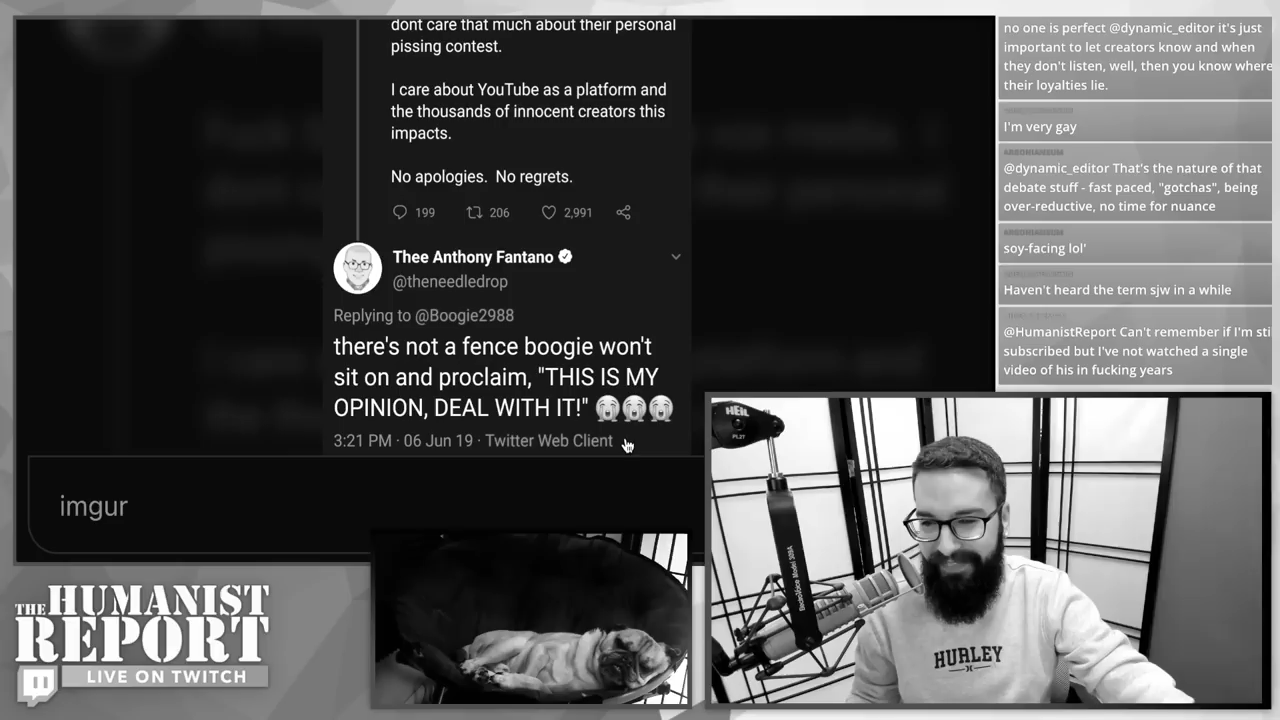 dont care that much about their personal
pissing contest.
I care about YouTube as a platform and
the thousands of innocent creators this
impacts.
No apologies. No regrets.
199 206 2,991
Thee Anthony Fantano
@theneedledrop
Replying to @Boogie2988
there's not a fence boogie won't
sit on and proclaim, "THIS IS MY
OPINION, DEAL WITH IT!" 😭😭😭
3:21 PM · 06 Jun 19 · Twitter Web Client
imgur
THE HUMANIST
REPORT
LIVE ON TWITCH
no one is perfect @dynamic_editor it's just
important to let creators know and when
they don't listen, well, then you know where
their loyalties lie.
I'm very gay
ARGONIANSUM
@dynamic_editor That's the nature of that
debate stuff - fast paced, "gotchas", being
over-reductive, no time for nuance
ARGONIANSUM
soy-facing lol'
Haven't heard the term sjw in a while
@HumanistReport Can't remember if I'm sti
subscribed but I've not watched a single
video of his in fucking years
HEIL
PL2T
HURLEY